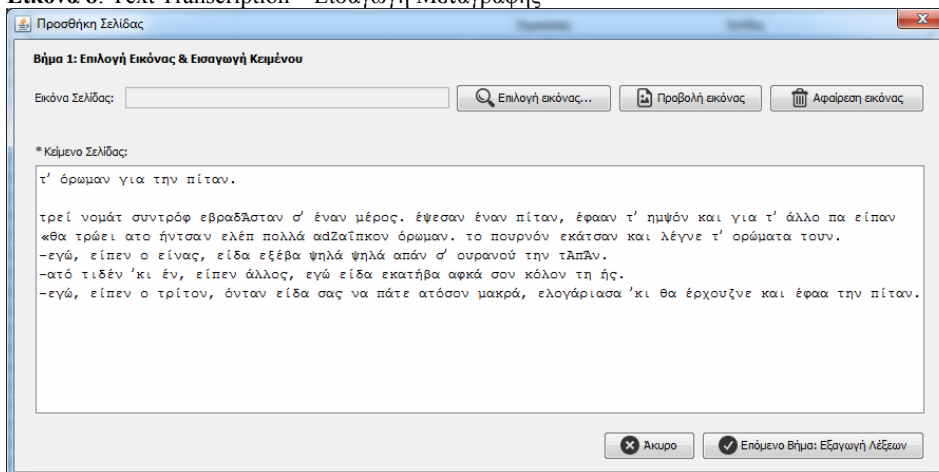 Εικόνα 8: Text Transcription – Εισαγωγή Μεταγραφής
Προσθήκη Σελίδας
Βήμα 1: Επιλογή Εικόνας & Εισαγωγή Κειμένου
Εικόνα Σελίδας: Επιλογή εικόνας... Προβολή εικόνας Αφαίρεση εικόνας
* Κείμενο Σελίδας:
τ' όρωμαν για την πίταν.
τρεί νομάτ συντρόφ εβραδΆσταν σ' έναν μέρος. έψεσαν έναν πίταν, έφααν τ' ημψόν και για τ' άλλο πα είπαν
«θα τρώει ατο ήντσαν ελέπ πολλά αdZαΐπκον όρωμαν. το πουρνόν εκάτσαν και λέγνε τ' ορώματα τουν.
-εγώ, είπεν ο είνας, είδα εξέβα ψηλά ψηλά απάν σ' ουρανού την τΆπΆν.
-ατό τιδέν 'κι έν, είπεν άλλος, εγώ είδα εκατήβα αφκά σον κόλον τη ής.
-εγώ, είπεν ο τρίτον, όνταν είδα σας να πάτε ατόσον μακρά, ελογάριασα 'κι θα έρχουζνε και έφαα την πίταν.
Άκυρο Επόμενο Βήμα: Εξαγωγή Λέξεων